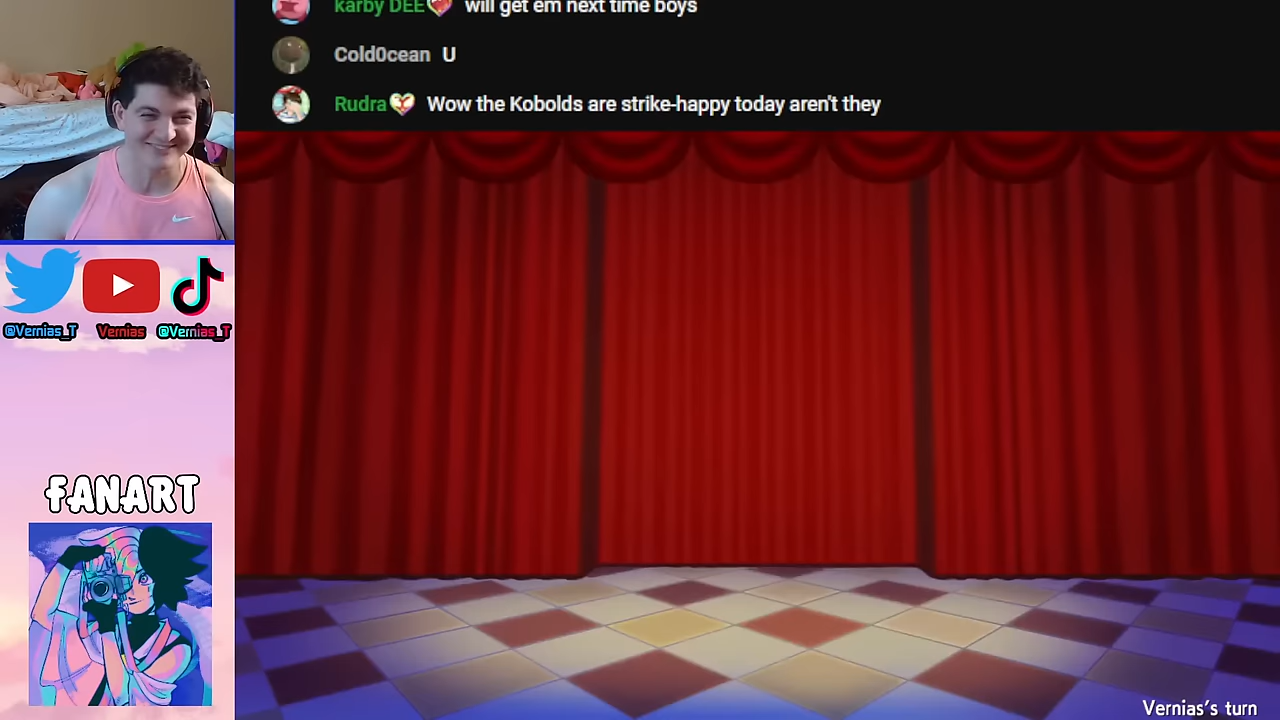 karby DEE will get em next time boys
Cold0cean U
Rudra Wow the Kobolds are strike-happy today aren't they
@Vernias_T Vernias @Vernias_T
FANART
Vernias's turn